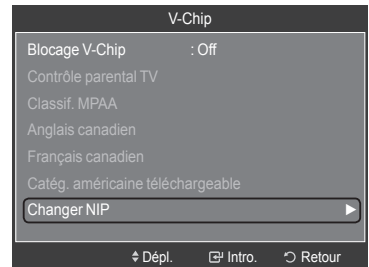 V-Chip
Blocage V-Chip : Off
Contrôle parental TV
Classif. MPAA
Anglais canadien
Français canadien
Catég. américaine téléchargeable
Changer NIP ►
Dépl. Intro. Retour